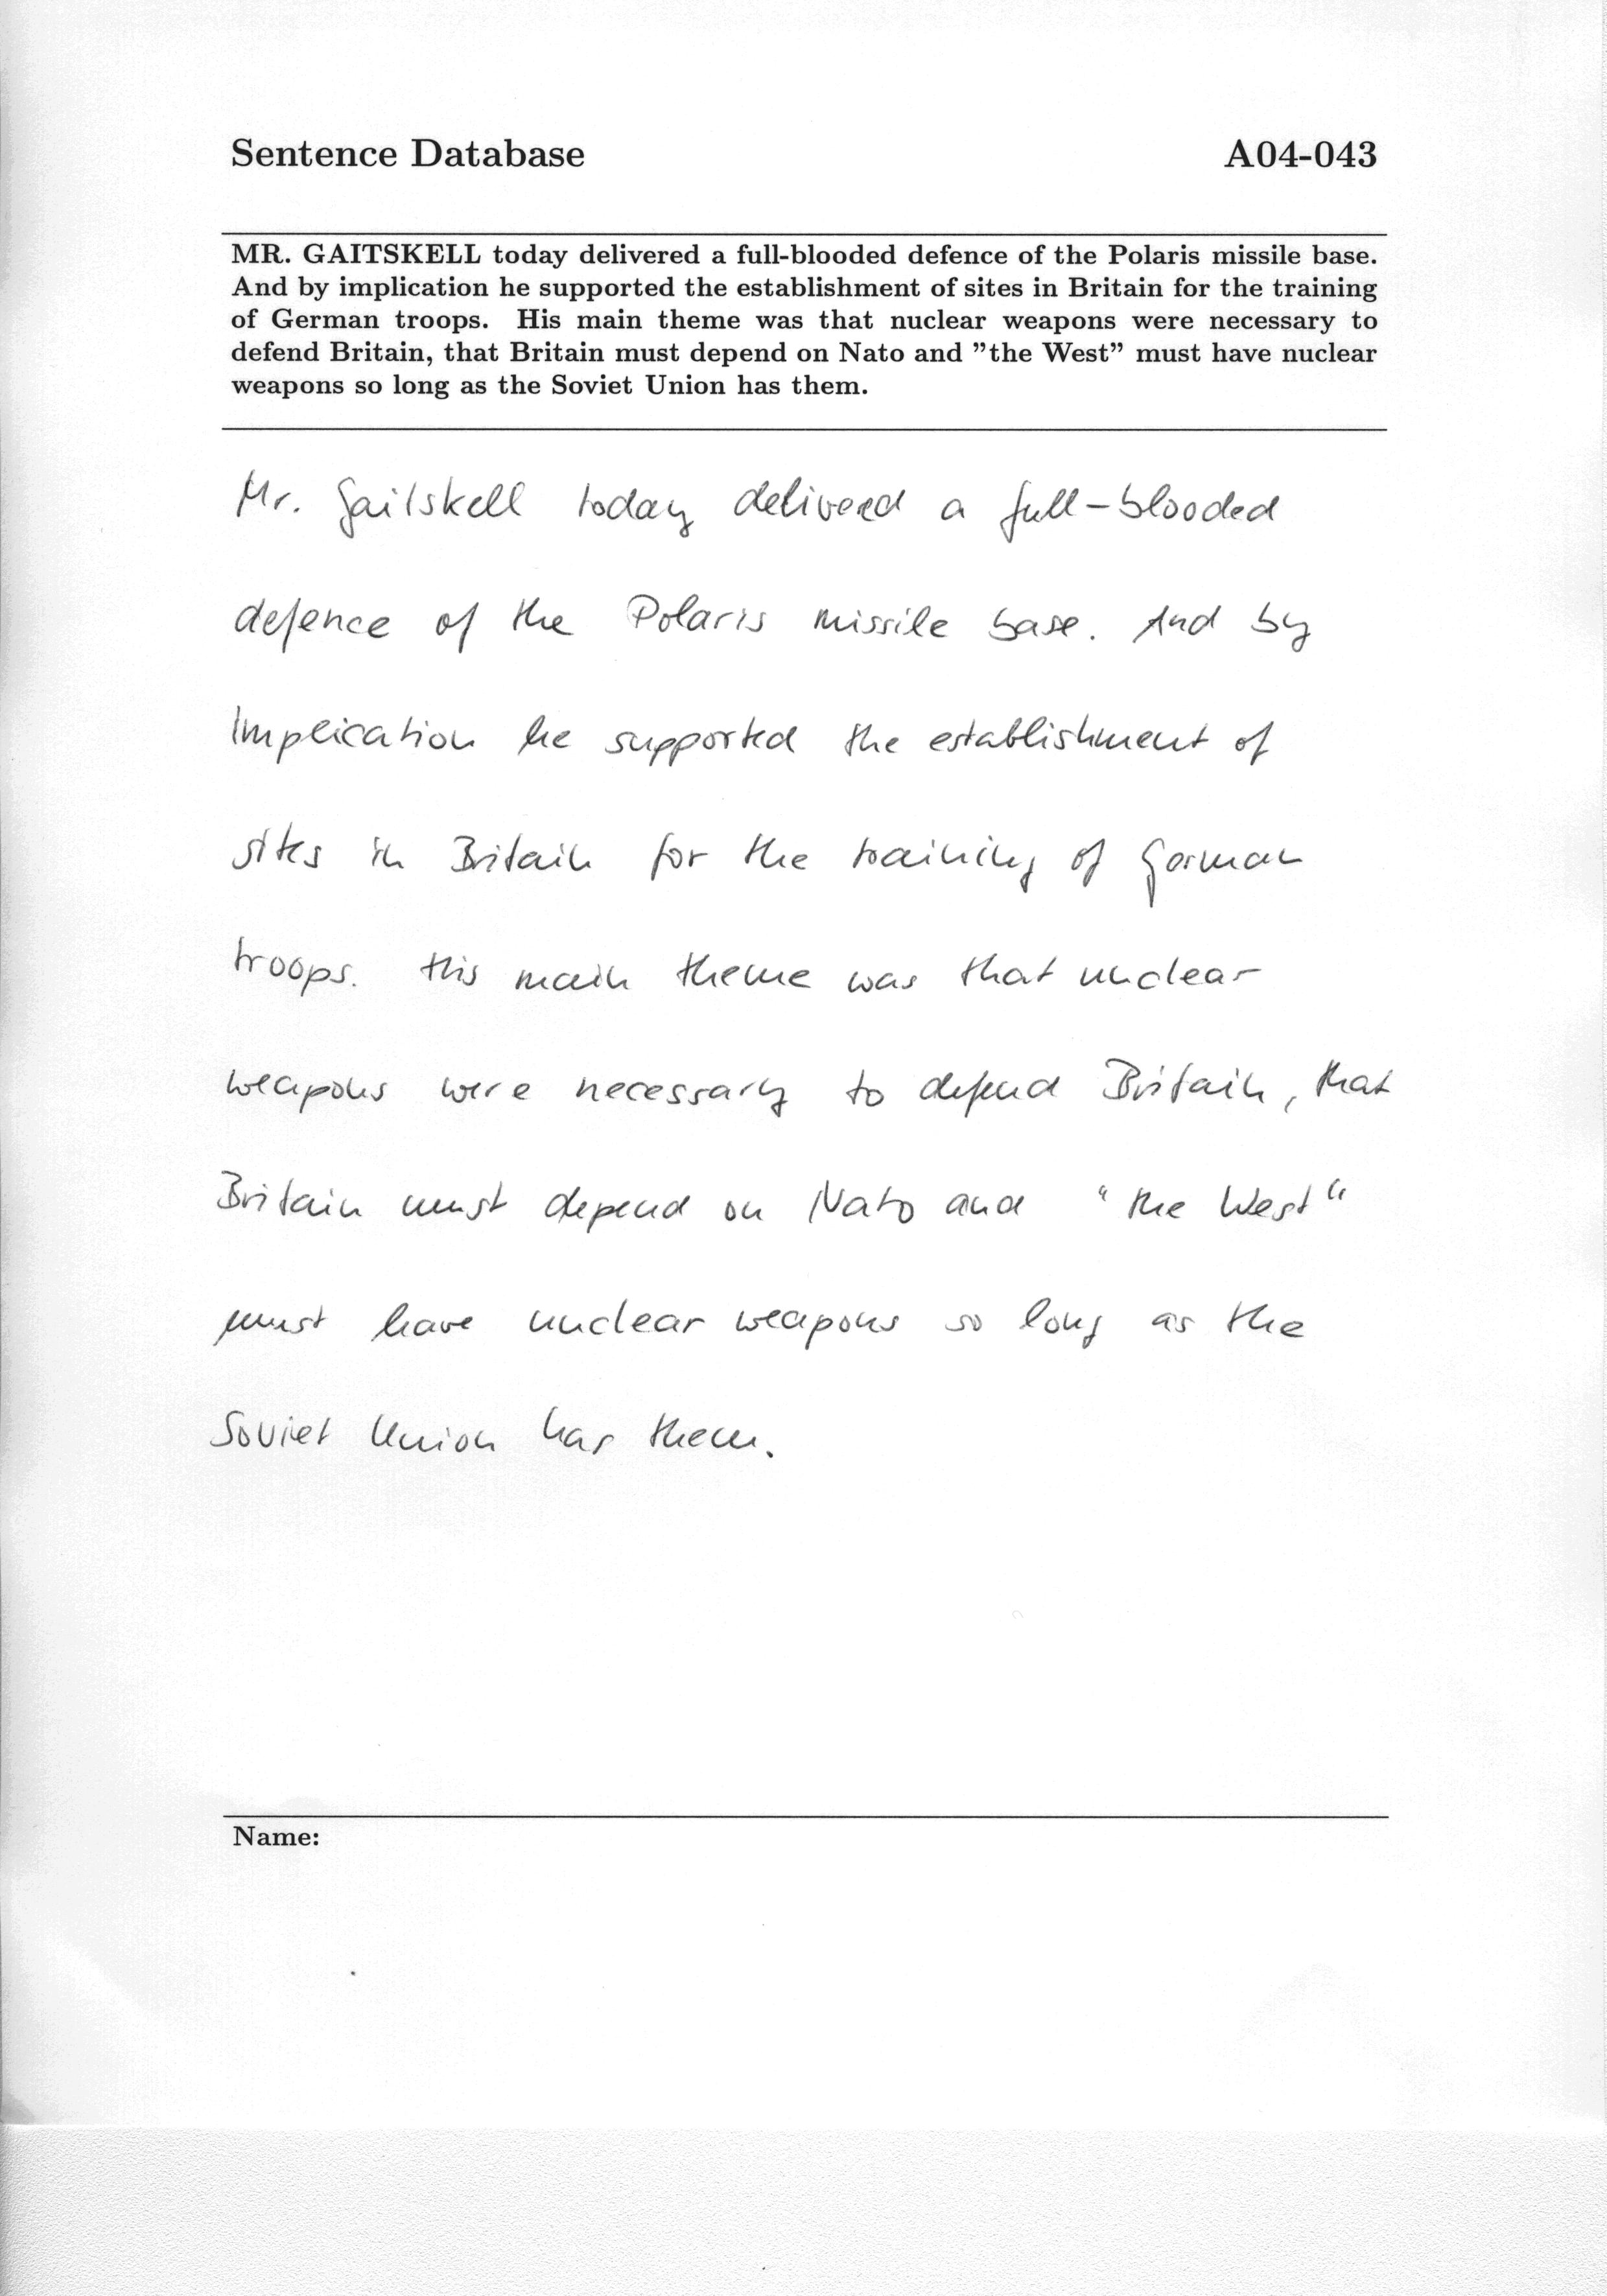 Sentence Database A04-043
MR. GAITSKELL today delivered a full-blooded defence of the Polaris missile base.
And by implication he supported the establishment of sites in Britain for the training
of German troops. His main theme was that nuclear weapons were necessary to
defend Britain, that Britain must depend on Nato and ”the West” must have nuclear
weapons so long as the Soviet Union has them.
Mr. Gaitskell today delivered a full-blooded
defence of the Polaris missile base. And by
implication he supported the establishment of
sites in Britain for the training of German
troops. This main theme was that unclear
weapons were necessary to defend Britain, that
Britain must depend on Nato and "the West"
must have unclear weapons so long as the
Soviet Union has them.
Name: